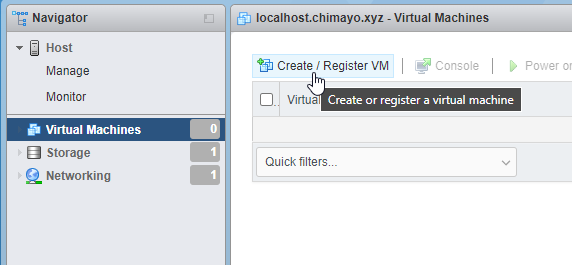 Navigator
Host
Manage
Monitor
Virtual Machines 0
Storage 1
Networking 1
localhost.chimayo.xyz - Virtual Machines
Create / Register VM Console Power on
Virtual
Create or register a virtual machine
Quick filters...